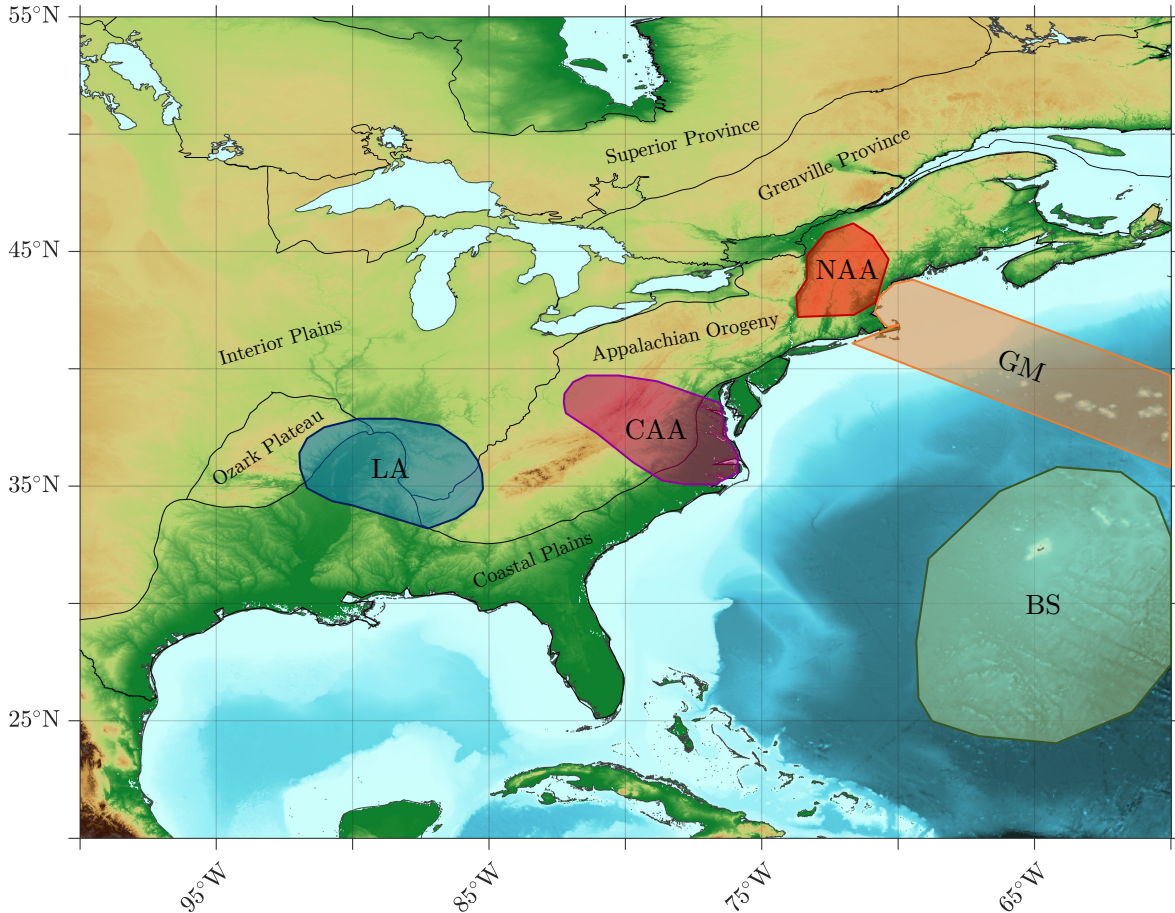 55°N
Superior Province
Grenville Province
45°N
NAA
Interior Plains
Appalachian Orogeny
GM
Ozark Plateau
CAA
LA
35°N
Coastal Plains
BS
25°N
95°W
85°W
75°W
65°W